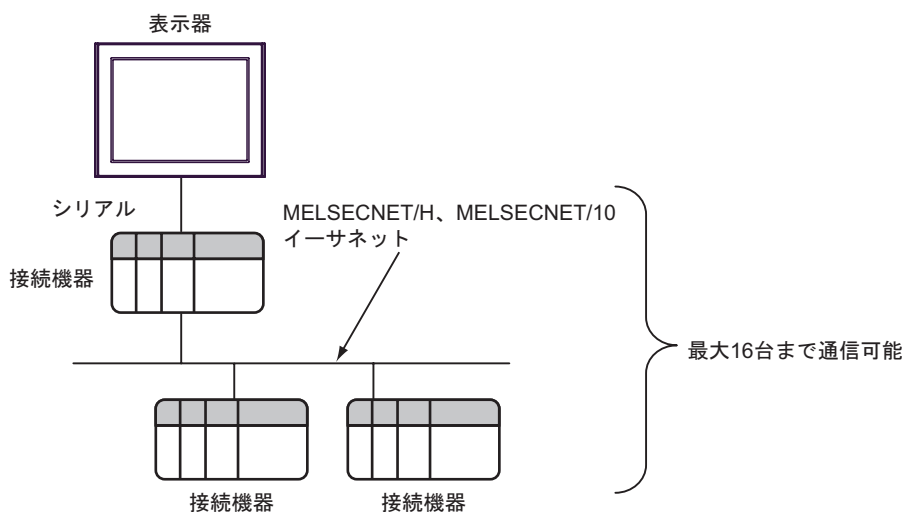 表示器
シリアル
MELSECNET/H、MELSECNET/10
イーサネット
接続機器
最大16台まで通信可能
接続機器
接続機器